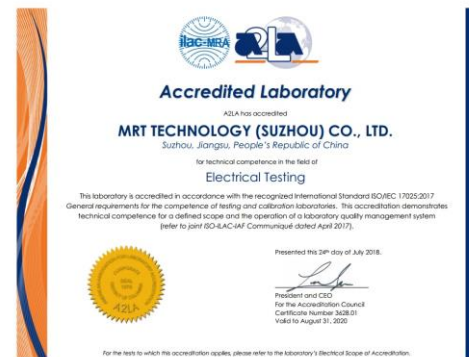 ilac-MRA
A2LA
Accredited Laboratory
A2LA has accredited
MRT TECHNOLOGY (SUZHOU) CO., LTD.
Suzhou, Jiangsu, People's Republic of China
for technical competence in the field of
Electrical Testing
This laboratory is accredited in accordance with the recognized International Standard ISO/IEC 17025:2017
General requirements for the competence of testing and calibration laboratories. This accreditation demonstrates
technical competence for a defined scope and the operation of a laboratory quality management system
(refer to joint ISO-ILAC-IAF Communiqué dated April 2017).
Presented this 24th day of July 2018.
President and CEO
For the Accreditation Council
Certificate Number 3628.01
Valid to August 31, 2020
SEAL
A2LA
For the tests to which this accreditation applies, please refer to the laboratory's Electrical Scope of Accreditation.